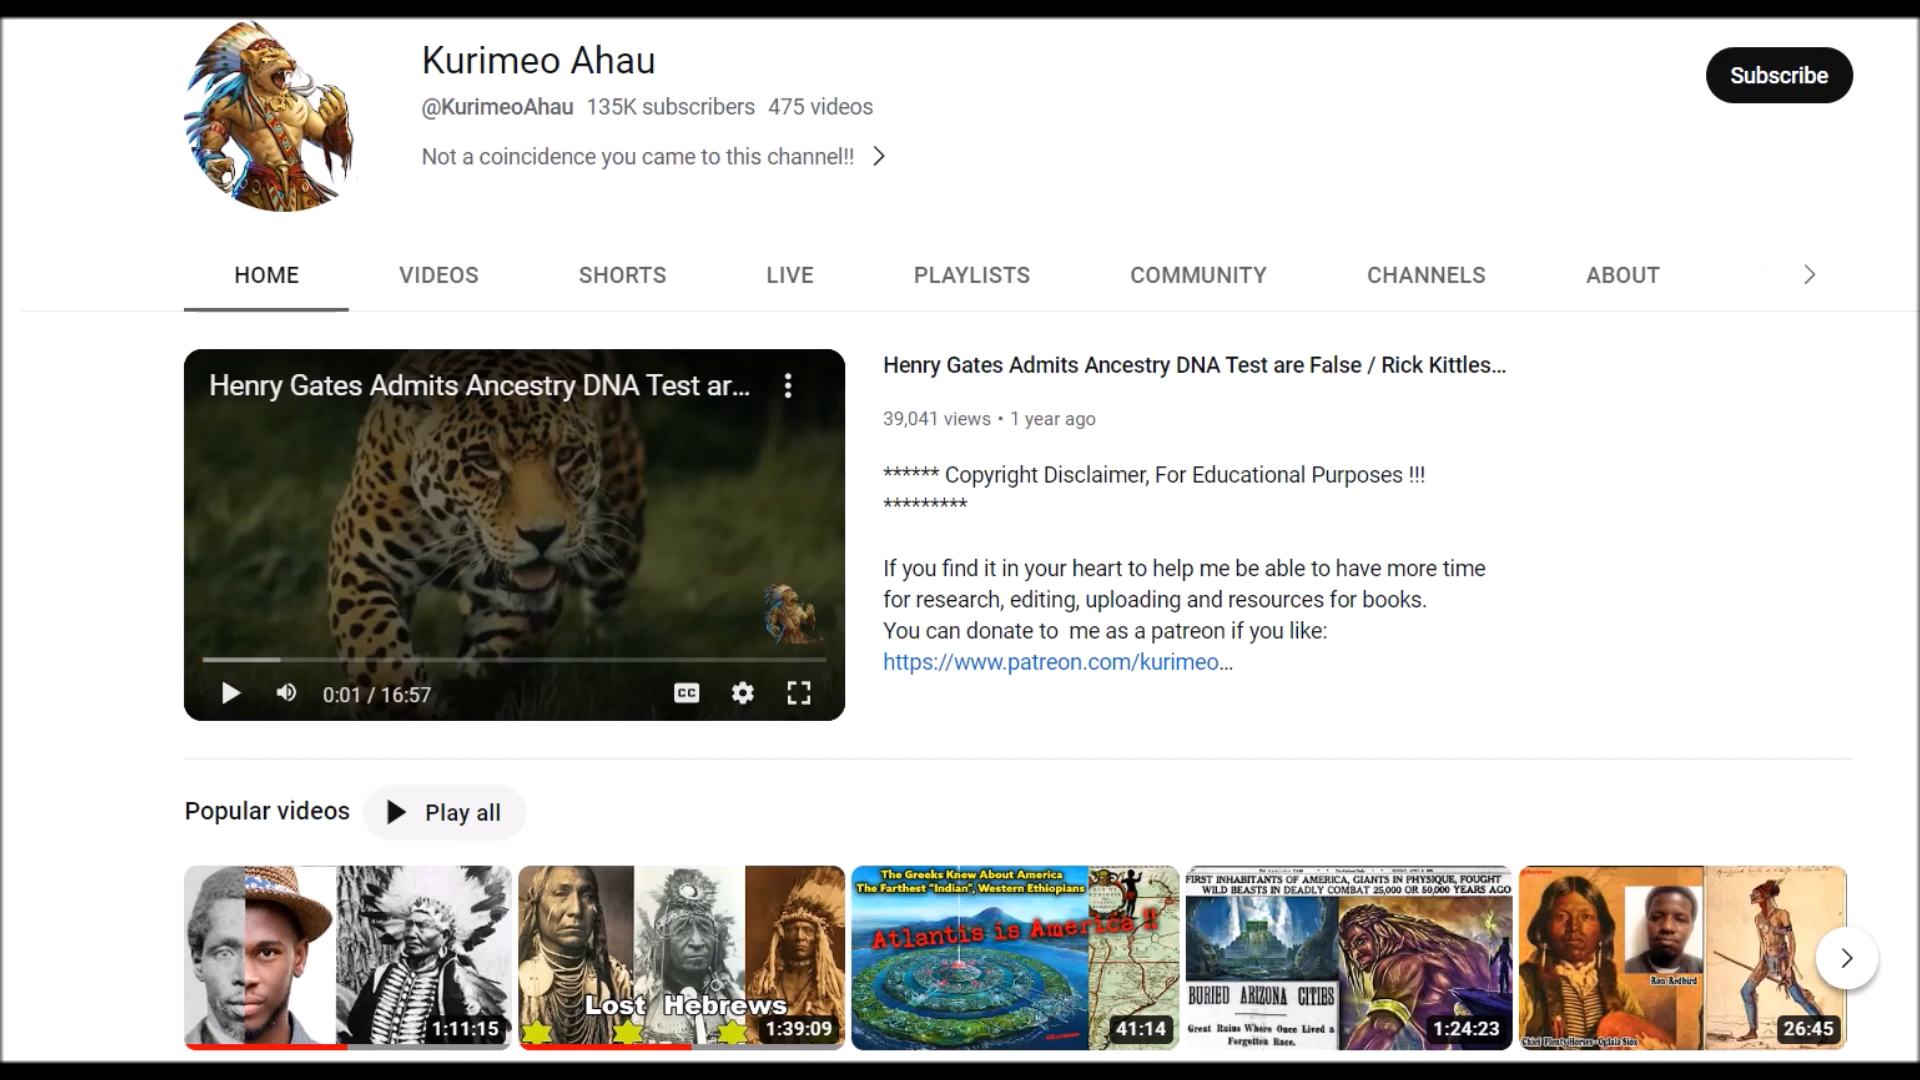 Kurimeo Ahau
Subscribe
@KurimeoAhau 135K subscribers 475 videos
Not a coincidence you came to this channel!!
HOME VIDEOS SHORTS LIVE PLAYLISTS COMMUNITY CHANNELS ABOUT
Henry Gates Admits Ancestry DNA Test ar...
0:01 / 16:57
CC
Henry Gates Admits Ancestry DNA Test are False / Rick Kittles...
39,041 views • 1 year ago
****** Copyright Disclaimer, For Educational Purposes !!!
*********
If you find it in your heart to help me be able to have more time
for research, editing, uploading and resources for books.
You can donate to  me as a patreon if you like:
https://www.patreon.com/kurimeo...
Popular videos
Play all
1:11:15
Lost Hebrews
1:39:09
The Greeks Knew About America
The Farthest "Indian", Western Ethiopians
Atlantis is America !!
41:14
FIRST INHABITANTS OF AMERICA, GIANTS IN PHYSIQUE, FOUGHT
WILD BEASTS IN DEADLY COMBAT 25,000 OR 50,000 YEARS AGO
BURIED ARIZONA CITIES
Great Ruins Where Once Lived a
Forgotten Race.
1:24:23
Ron Redbird
Chief Plenty Horses - Oglala Siox
26:45